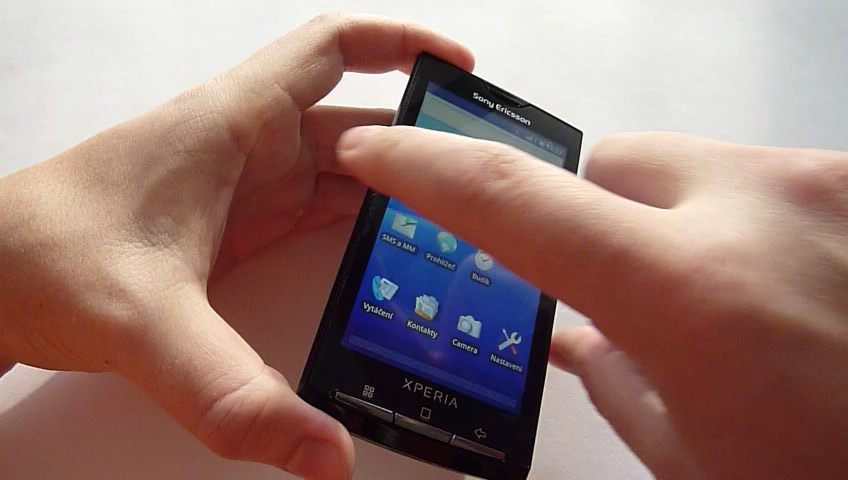 Sony Ericsson
SMS a MM
Prohlížeč
Budík
Vytáčení
Kontakty
Camera
Nastavení
XPERIA